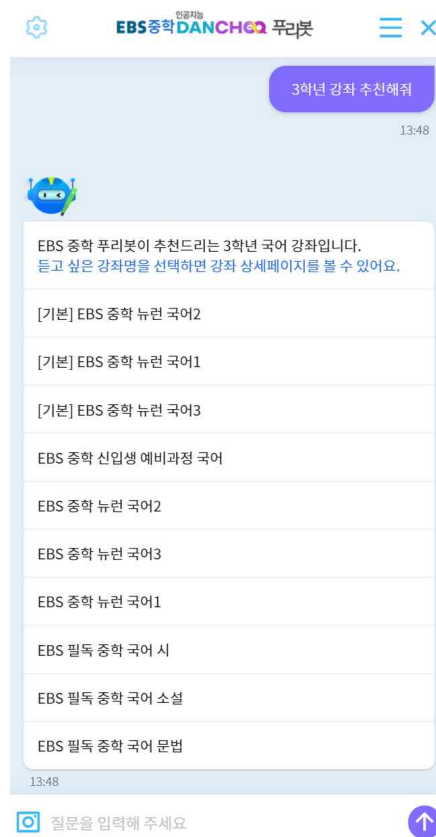 인공지능
EBS중학 DANCHOO 푸리봇
3학년 강좌 추천해줘
13:48
EBS 중학 푸리봇이 추천드리는 3학년 국어 강좌입니다.
듣고 싶은 강좌명을 선택하면 강좌 상세페이지를 볼 수 있어요.
[기본] EBS 중학 뉴런 국어2
[기본] EBS 중학 뉴런 국어1
[기본] EBS 중학 뉴런 국어3
EBS 중학 신입생 예비과정 국어
EBS 중학 뉴런 국어2
EBS 중학 뉴런 국어3
EBS 중학 뉴런 국어1
EBS 필독 중학 국어 시
EBS 필독 중학 국어 소설
EBS 필독 중학 국어 문법
13:48
질문을 입력해 주세요